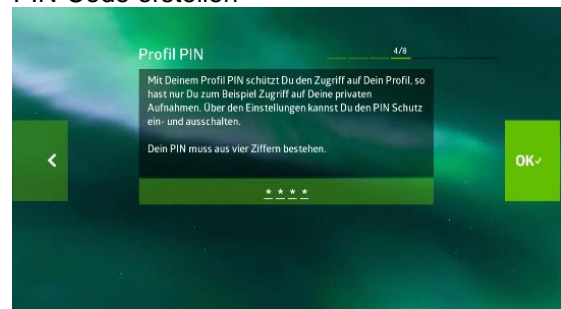 PIN-Code erstellen
Profil PIN
4/8
Mit Deinem Profil PIN schützt Du den Zugriff auf Dein Profil, so
hast nur Du zum Beispiel Zugriff auf Deine privaten
Aufnahmen. Über den Einstellungen kannst Du den PIN Schutz
ein- und ausschalten.
Dein PIN muss aus vier Ziffern bestehen.
* * * *
OK✓